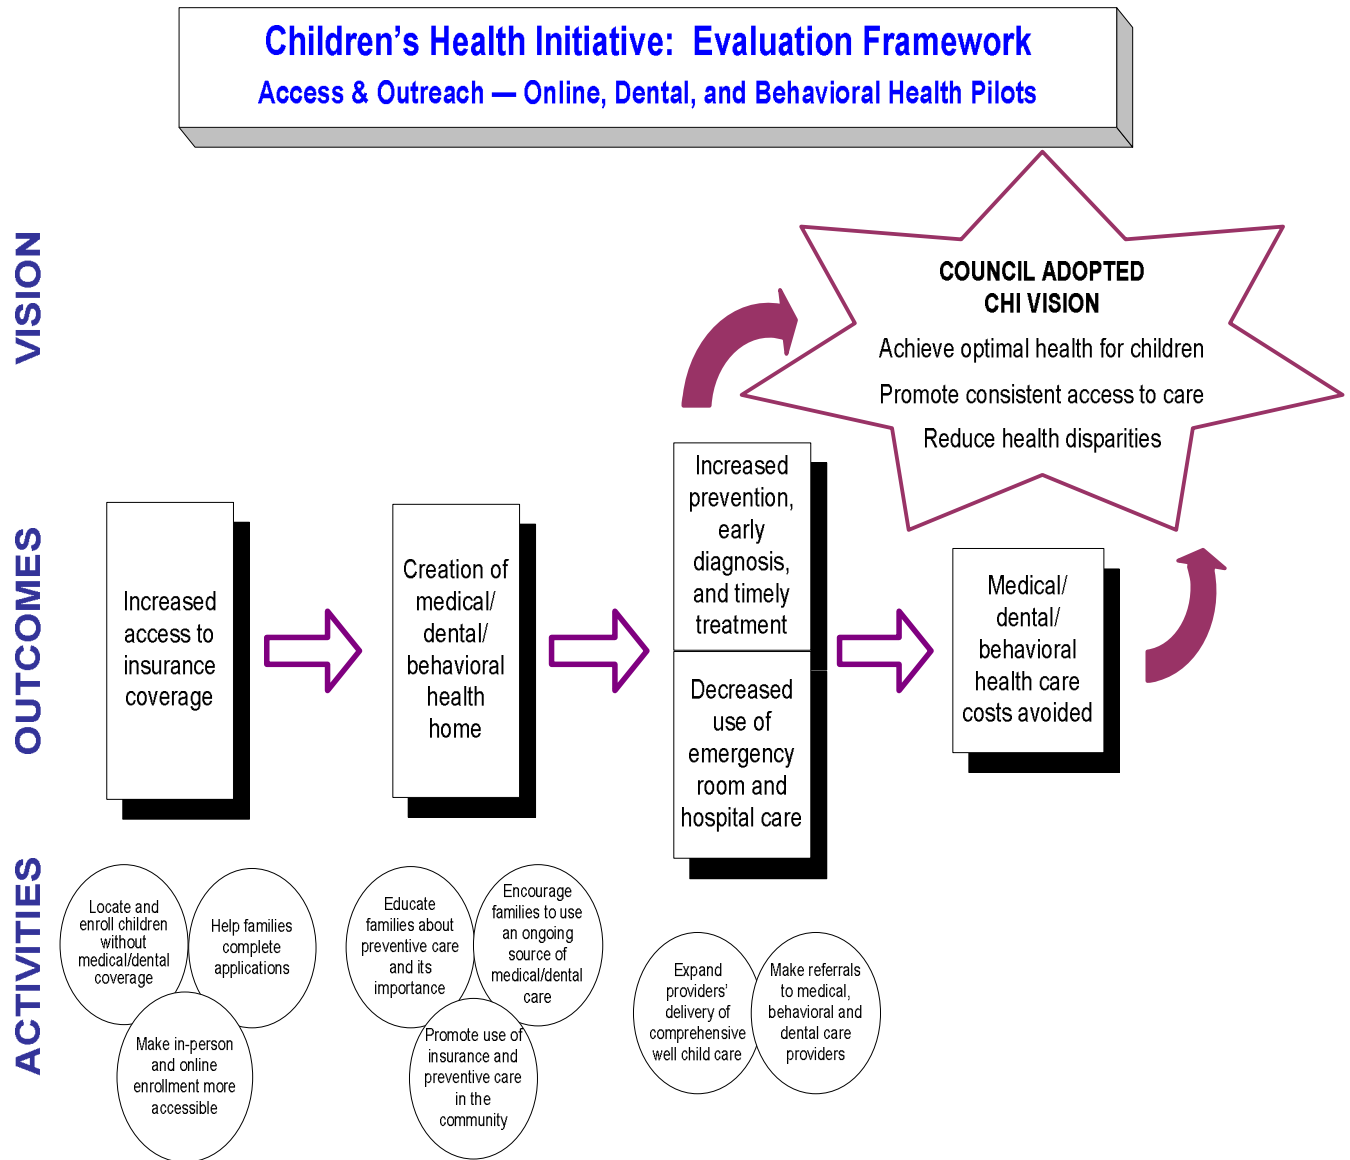 Children’s Health Initiative:  Evaluation Framework
Access & Outreach — Online, Dental, and Behavioral Health Pilots
VISION
COUNCIL ADOPTED
CHI VISION
Achieve optimal health for children
Promote consistent access to care
Reduce health disparities
OUTCOMES
Increased
access to
insurance
coverage
Creation of
medical/
dental/
behavioral
health
home
Increased
prevention,
early
diagnosis,
and timely
treatment
Decreased
use of
emergency
room and
hospital care
Medical/
dental/
behavioral
health care
costs avoided
ACTIVITIES
Locate and
enroll children
without
medical/dental
coverage
Help families
complete
applications
Make in-person
and online
enrollment more
accessible
Educate
families about
preventive care
and its
importance
Encourage
families to use
an ongoing
source of
medical/dental
care
Promote use of
insurance and
preventive care
in the
community
Expand
providers’
delivery of
comprehensive
well child care
Make referrals
to medical,
behavioral and
dental care
providers